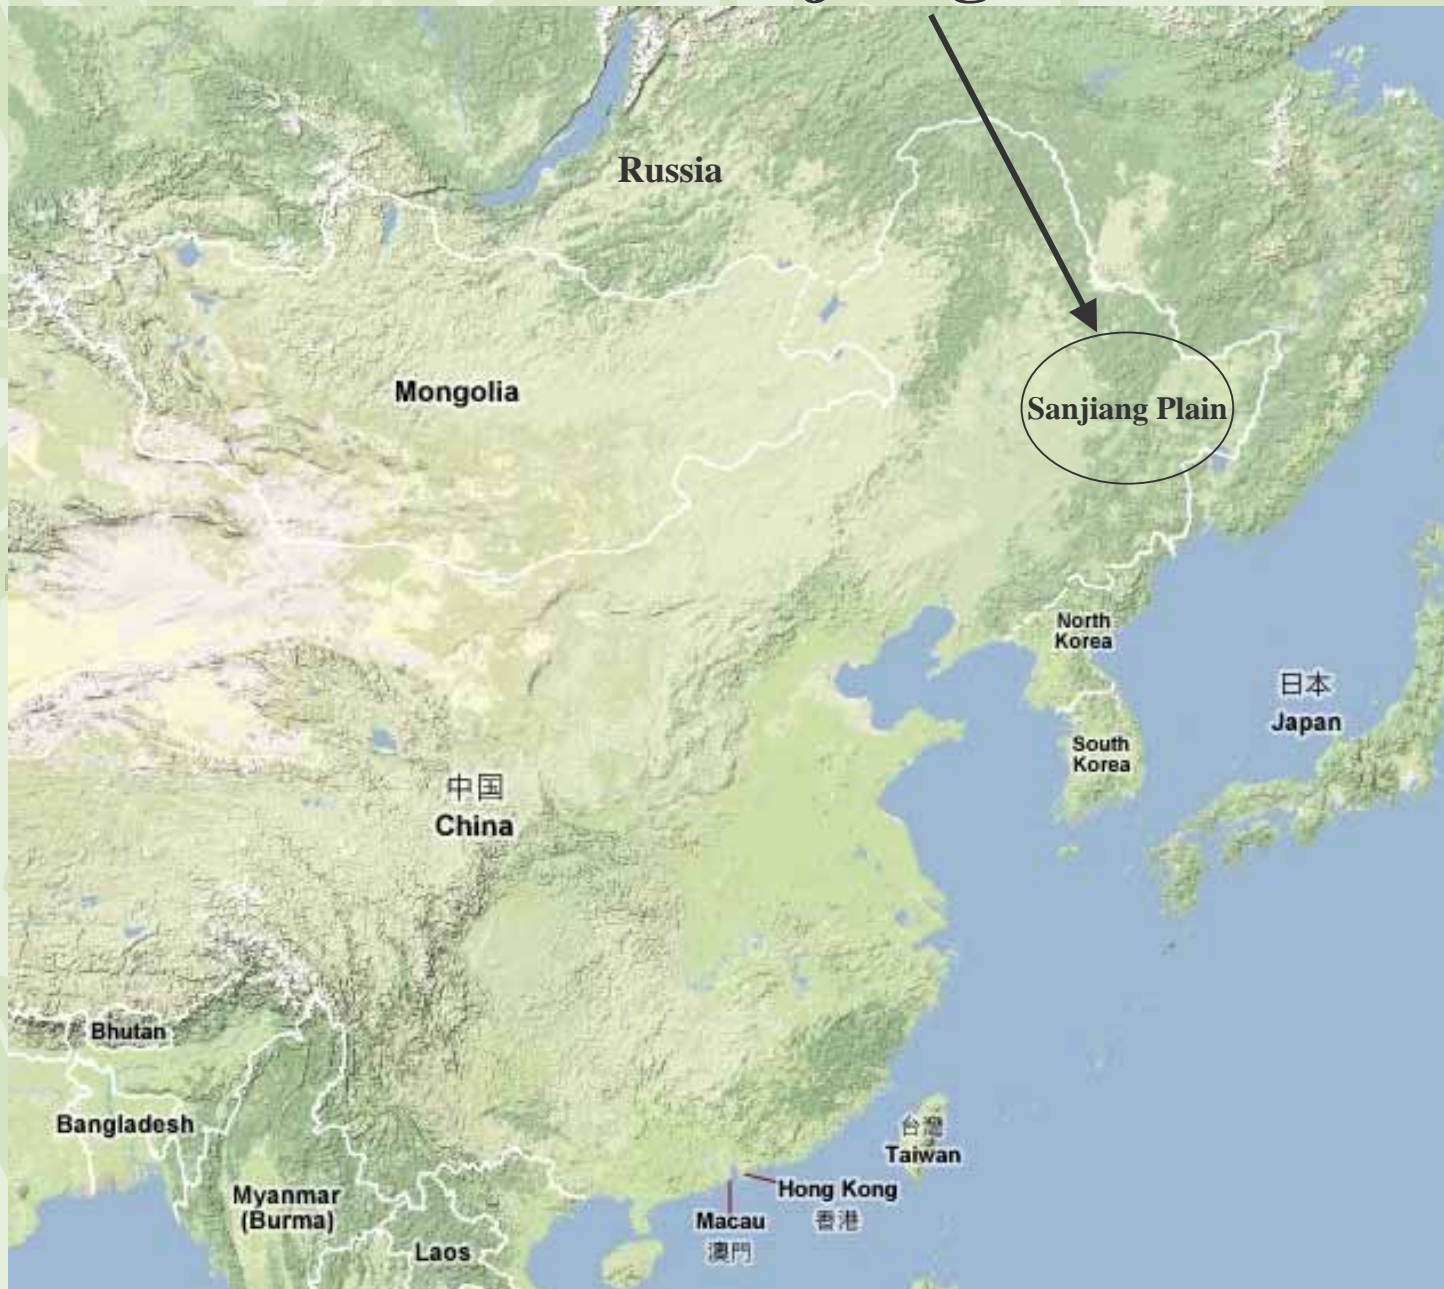 Russia
Mongolia
Sanjiang Plain
North
Korea
日本
Japan
South
Korea
中国
China
Bhutan
Bangladesh
台灣
Taiwan
Myanmar
(Burma)
Hong Kong
香港
Macau
澳門
Laos